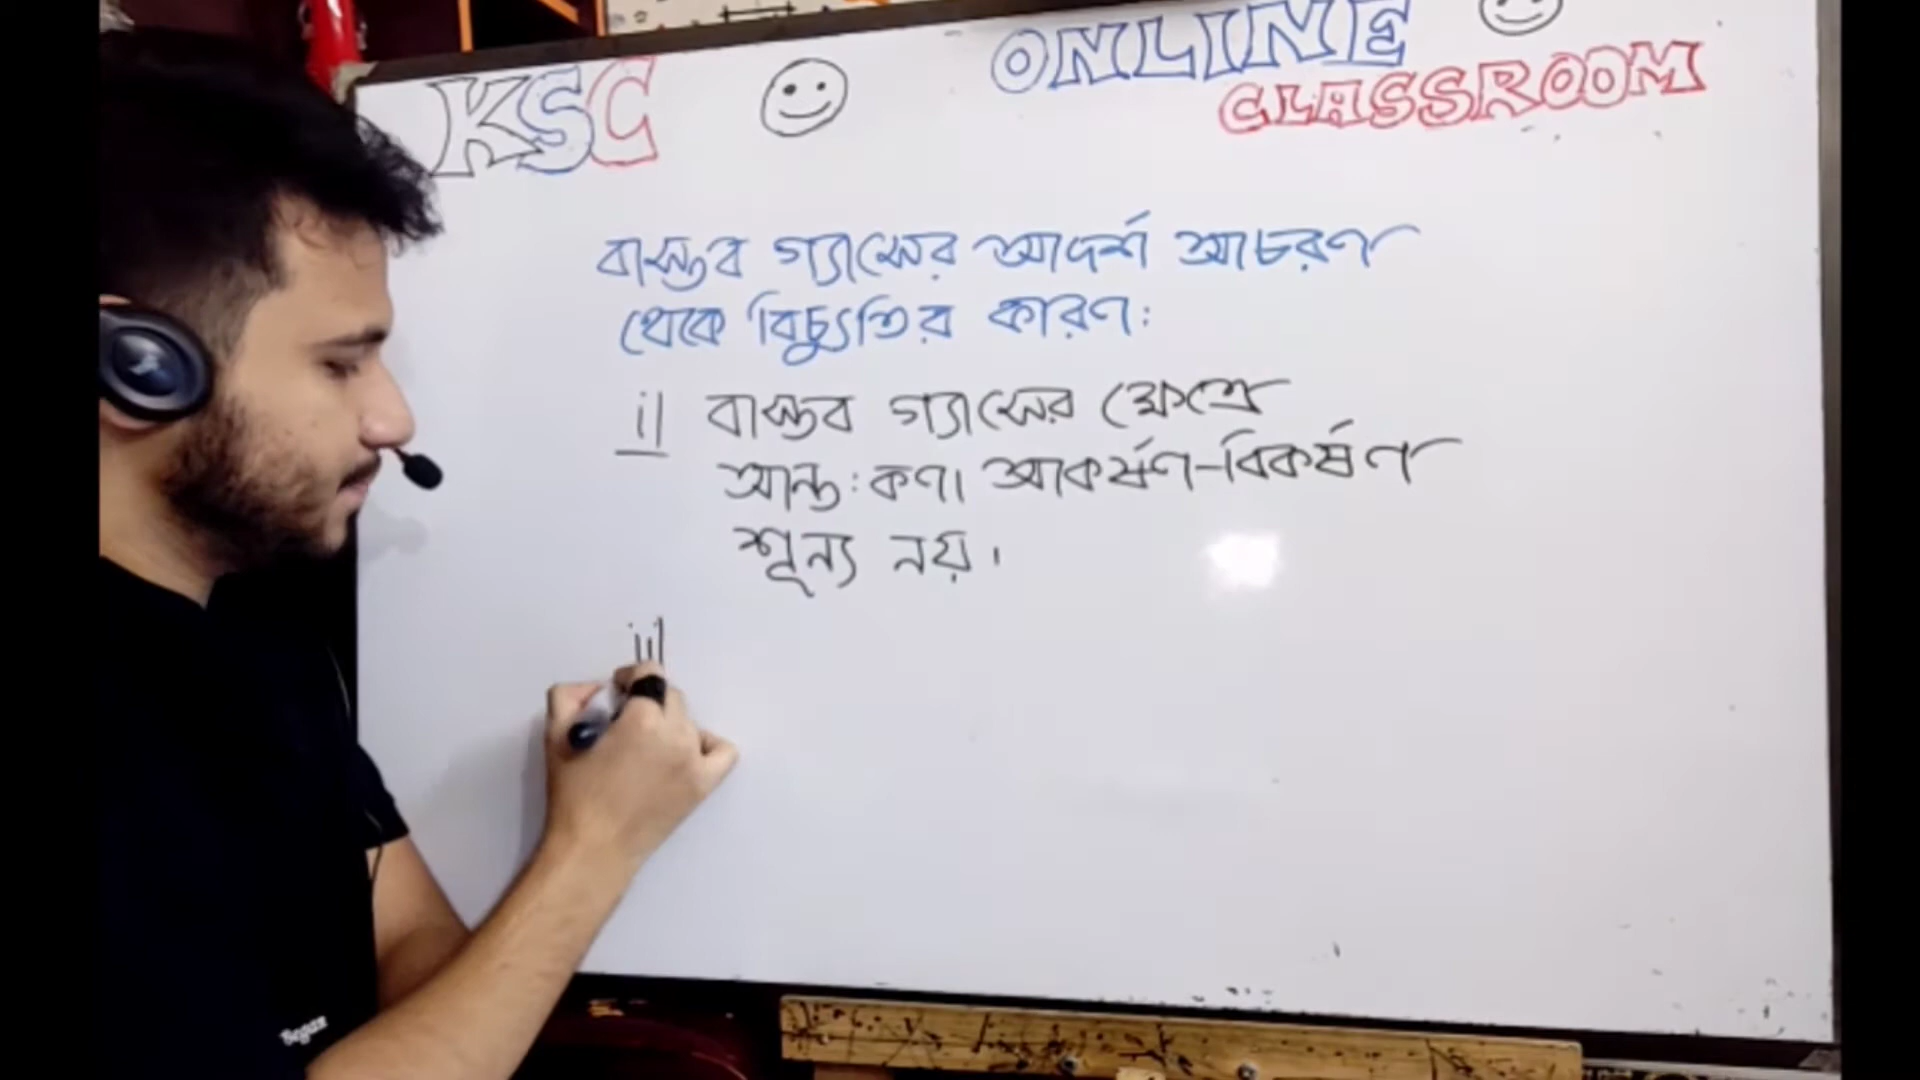 KSC
ONLINE
CLASSROOM
বাস্তব গ্যাসের আদর্শ আচরণ
থেকে বিচ্যুতির কারণ:
i| বাস্তব গ্যাসের ক্ষেত্রে
আন্ত:কণা আকর্ষণ-বিকর্ষণ
শূন্য নয়।
ii|